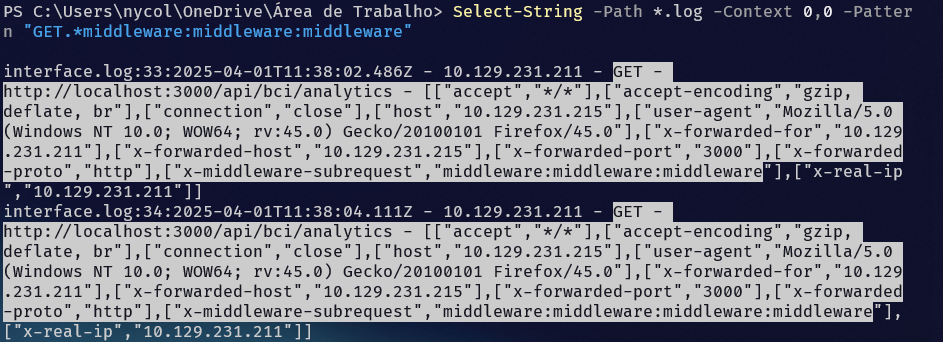 PS C:\Users\nycol\OneDrive\Área de Trabalho> Select-String -Path *.log -Context 0,0 -Patter
n "GET.*middleware:middleware:middleware"
interface.log:33:2025-04-01T11:38:02.486Z - 10.129.231.211 - GET -
http://localhost:3000/api/bci/analytics - [["accept","*/*"],["accept-encoding","gzip,
deflate, br"],["connection","close"],["host","10.129.231.215"],["user-agent","Mozilla/5.0
(Windows NT 10.0; WOW64; rv:45.0) Gecko/20100101 Firefox/45.0"],["x-forwarded-for","10.129
.231.211"],["x-forwarded-host","10.129.231.215"],["x-forwarded-port","3000"],["x-forwarded
-proto","http"],["x-middleware-subrequest","middleware:middleware:middleware"],["x-real-ip
","10.129.231.211"]]
interface.log:34:2025-04-01T11:38:04.111Z - 10.129.231.211 - GET -
http://localhost:3000/api/bci/analytics - [["accept","*/*"],["accept-encoding","gzip,
deflate, br"],["connection","close"],["host","10.129.231.215"],["user-agent","Mozilla/5.0
(Windows NT 10.0; WOW64; rv:45.0) Gecko/20100101 Firefox/45.0"],["x-forwarded-for","10.129
.231.211"],["x-forwarded-host","10.129.231.215"],["x-forwarded-port","3000"],["x-forwarded
-proto","http"],["x-middleware-subrequest","middleware:middleware:middleware:middleware"],
["x-real-ip","10.129.231.211"]]